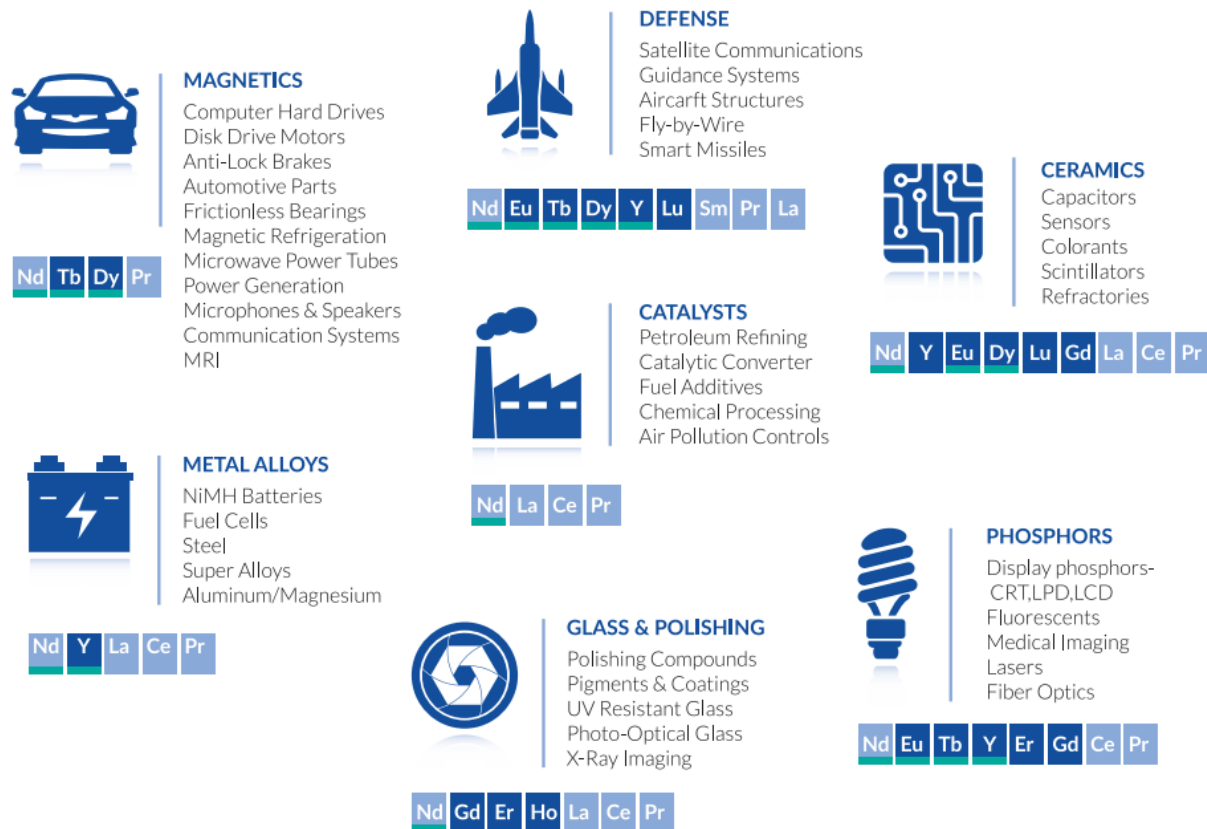 MAGNETICS
Computer Hard Drives
Disk Drive Motors
Anti-Lock Brakes
Automotive Parts
Frictionless Bearings
Magnetic Refrigeration
Microwave Power Tubes
Power Generation
Microphones & Speakers
Communication Systems
MRI
Nd Tb Dy Pr
DEFENSE
Satellite Communications
Guidance Systems
Aircarft Structures
Fly-by-Wire
Smart Missiles
Nd Eu Tb Dy Y Lu Sm Pr La
CERAMICS
Capacitors
Sensors
Colorants
Scintillators
Refractories
Nd Y Eu Dy Lu Gd La Ce Pr
CATALYSTS
Petroleum Refining
Catalytic Converter
Fuel Additives
Chemical Processing
Air Pollution Controls
Nd La Ce Pr
METAL ALLOYS
NiMH Batteries
Fuel Cells
Steel
Super Alloys
Aluminum/Magnesium
Nd Y La Ce Pr
GLASS & POLISHING
Polishing Compounds
Pigments & Coatings
UV Resistant Glass
Photo-Optical Glass
X-Ray Imaging
Nd Gd Er Ho La Ce Pr
PHOSPHORS
Display phosphors-
CRT,LPD,LCD
Fluorescents
Medical Imaging
Lasers
Fiber Optics
Nd Eu Tb Y Er Gd Ce Pr